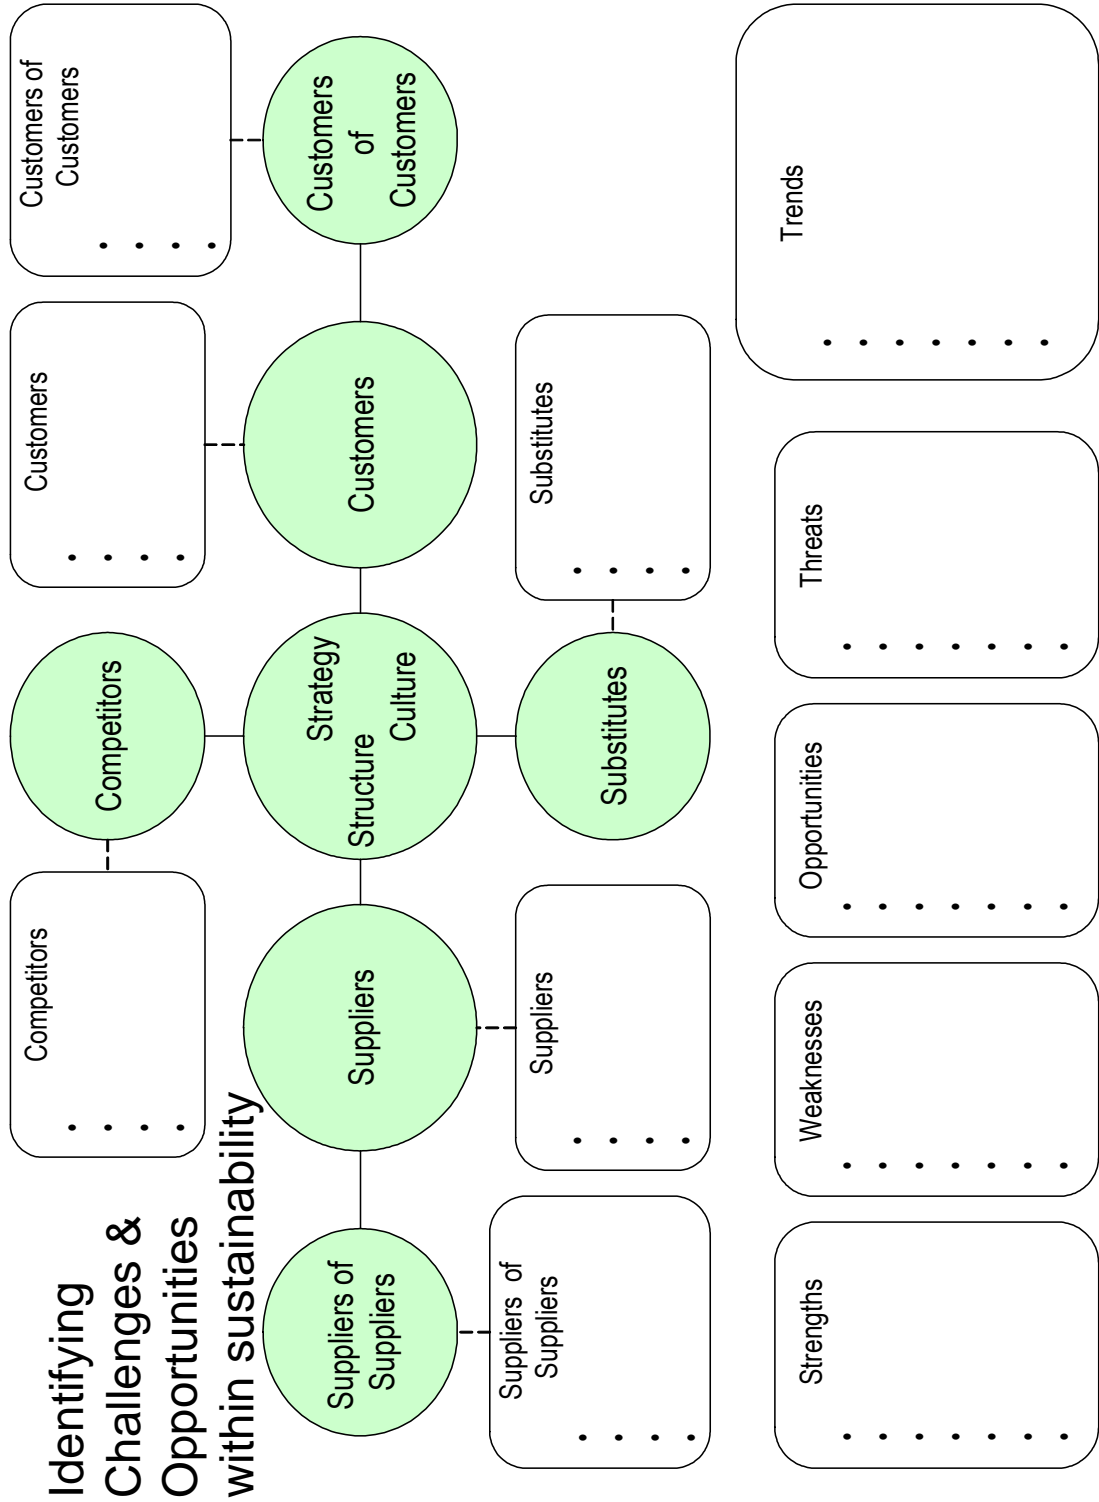 Identifying
Challenges &
Opportunities
within sustainability
Competitors
Competitors
Customers
Customers of
Customers
Suppliers of
Suppliers
Suppliers
Strategy
Structure
Culture
Customers
Customers
of
Customers
Suppliers of
Suppliers
Suppliers
Substitutes
Substitutes
Strengths
Weaknesses
Opportunities
Threats
Trends